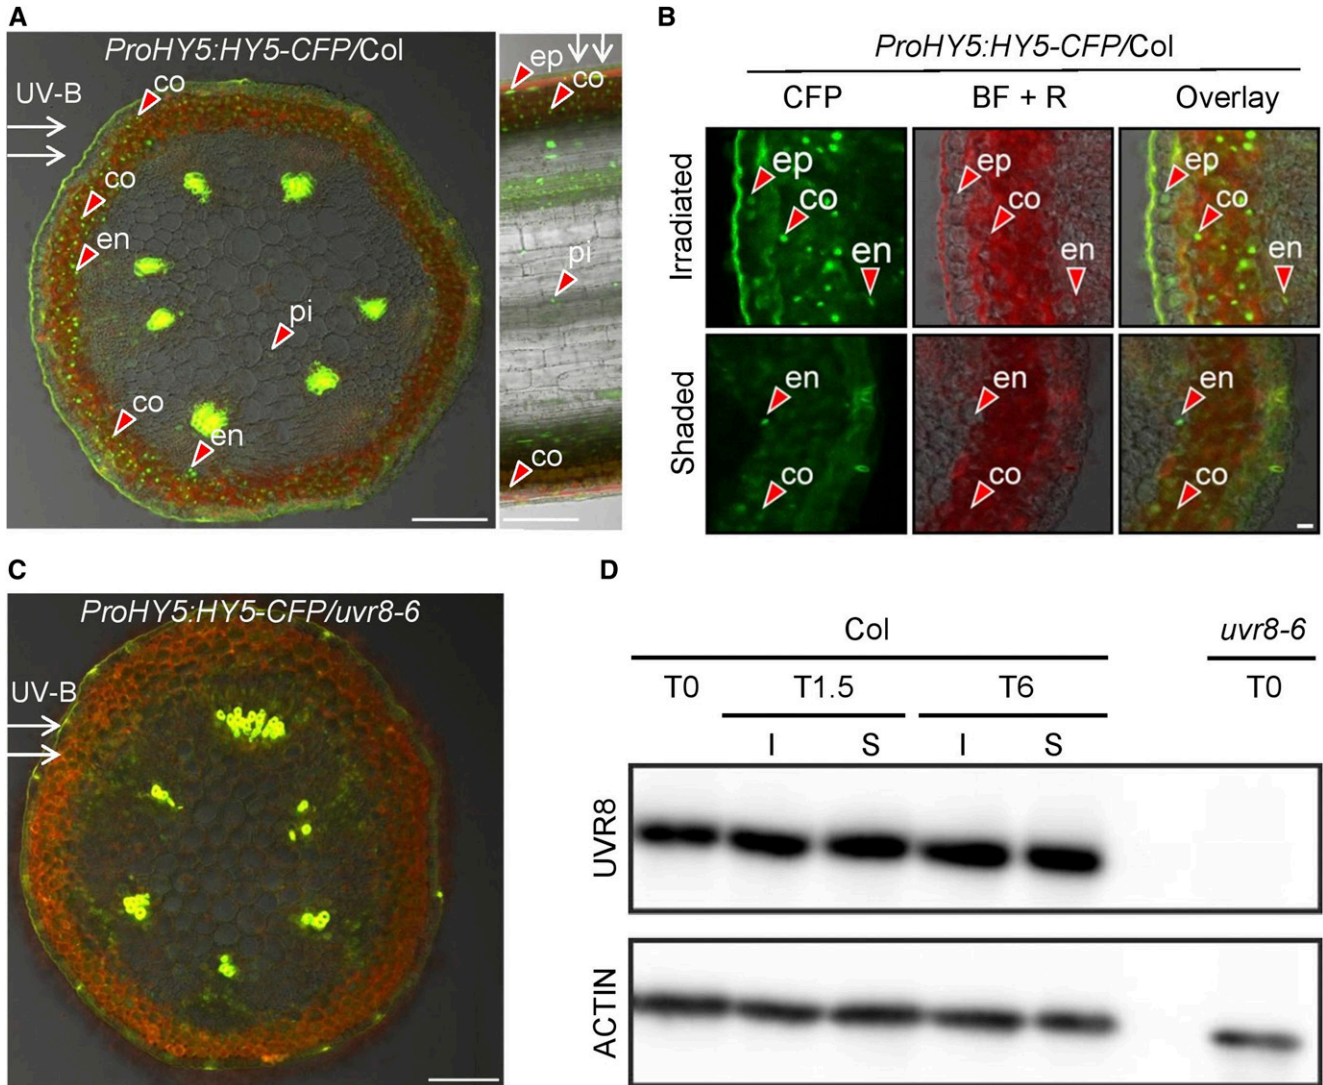 A
ProHY5:HY5-CFP/Col
UV-B
co
co
en
pi
co
en
ep
co
pi
co
B
ProHY5:HY5-CFP/Col
CFP BF + R Overlay
Irradiated
ep
co
en
ep
co
en
ep
co
en
Shaded
en
co
en
co
en
co
C
ProHY5:HY5-CFP/uvr8-6
UV-B
D
Col uvr8-6
T0 T1.5 T6 T0
I S I S
UVR8
ACTIN